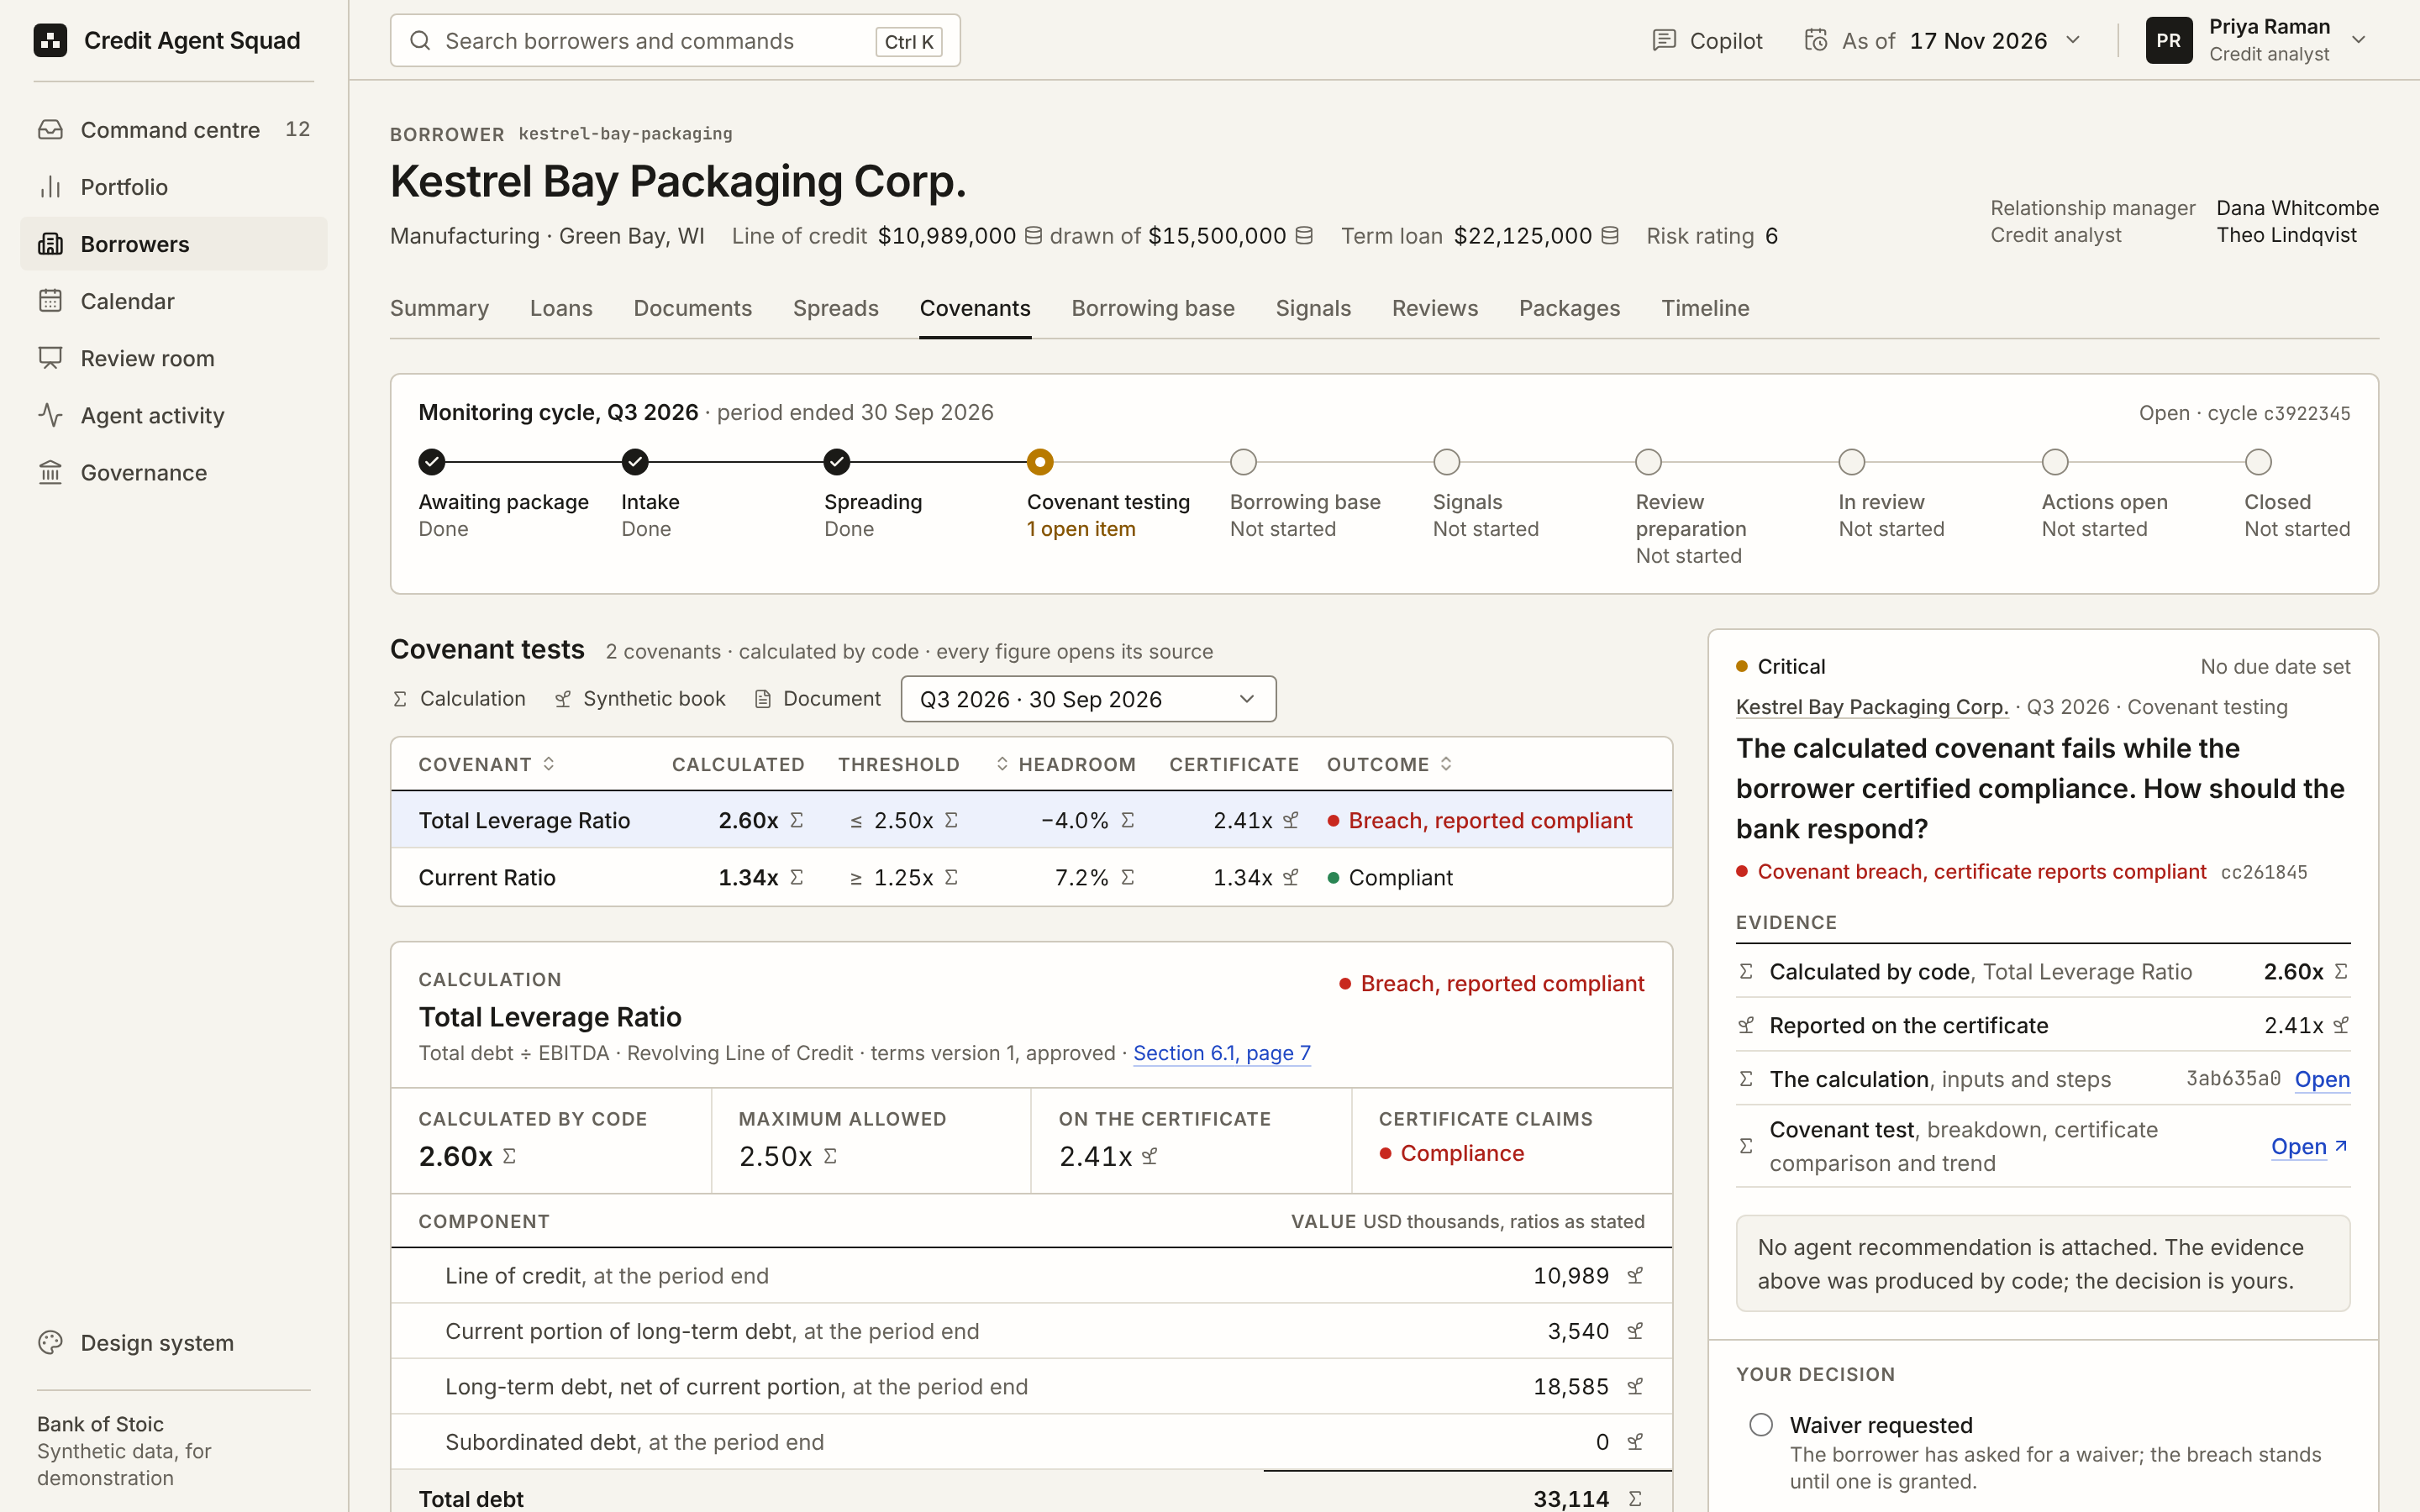 Credit Agent Squad
Search borrowers and commands Ctrl K
Copilot
As of 17 Nov 2026
PR
Priya Raman
Credit analyst
Command centre 12
Portfolio
Borrowers
Calendar
Review room
Agent activity
Governance
Design system
Bank of Stoic
Synthetic data, for
demonstration
BORROWER kestrel-bay-packaging
Kestrel Bay Packaging Corp.
Manufacturing · Green Bay, WI Line of credit $10,989,000 drawn of $15,500,000 Term loan $22,125,000 Risk rating 6
Relationship manager Dana Whitcombe
Credit analyst Theo Lindqvist
Summary Loans Documents Spreads Covenants Borrowing base Signals Reviews Packages Timeline
Monitoring cycle, Q3 2026 · period ended 30 Sep 2026
Open · cycle c3922345
Awaiting package
Done
Intake
Done
Spreading
Done
Covenant testing
1 open item
Borrowing base
Not started
Signals
Not started
Review
preparation
Not started
In review
Not started
Actions open
Not started
Closed
Not started
Covenant tests 2 covenants · calculated by code · every figure opens its source
Σ Calculation Synthetic book Document Q3 2026 · 30 Sep 2026
COVENANT CALCULATED THRESHOLD HEADROOM CERTIFICATE OUTCOME
Total Leverage Ratio 2.60x Σ ≤ 2.50x Σ −4.0% Σ 2.41x Breach, reported compliant
Current Ratio 1.34x Σ ≥ 1.25x Σ 7.2% Σ 1.34x Compliant
CALCULATION
Breach, reported compliant
Total Leverage Ratio
Total debt ÷ EBITDA · Revolving Line of Credit · terms version 1, approved · Section 6.1, page 7
CALCULATED BY CODE
2.60x Σ
MAXIMUM ALLOWED
2.50x Σ
ON THE CERTIFICATE
2.41x
CERTIFICATE CLAIMS
Compliance
COMPONENT VALUE USD thousands, ratios as stated
Line of credit, at the period end 10,989
Current portion of long-term debt, at the period end 3,540
Long-term debt, net of current portion, at the period end 18,585
Subordinated debt, at the period end 0
Total debt 33,114 Σ
Critical No due date set
Kestrel Bay Packaging Corp. · Q3 2026 · Covenant testing
The calculated covenant fails while the
borrower certified compliance. How should the
bank respond?
Covenant breach, certificate reports compliant cc261845
EVIDENCE
Σ Calculated by code, Total Leverage Ratio 2.60x Σ
Reported on the certificate 2.41x
Σ The calculation, inputs and steps 3ab635a0 Open
Σ Covenant test, breakdown, certificate
comparison and trend Open
No agent recommendation is attached. The evidence
above was produced by code; the decision is yours.
YOUR DECISION
Waiver requested
The borrower has asked for a waiver; the breach stands
until one is granted.